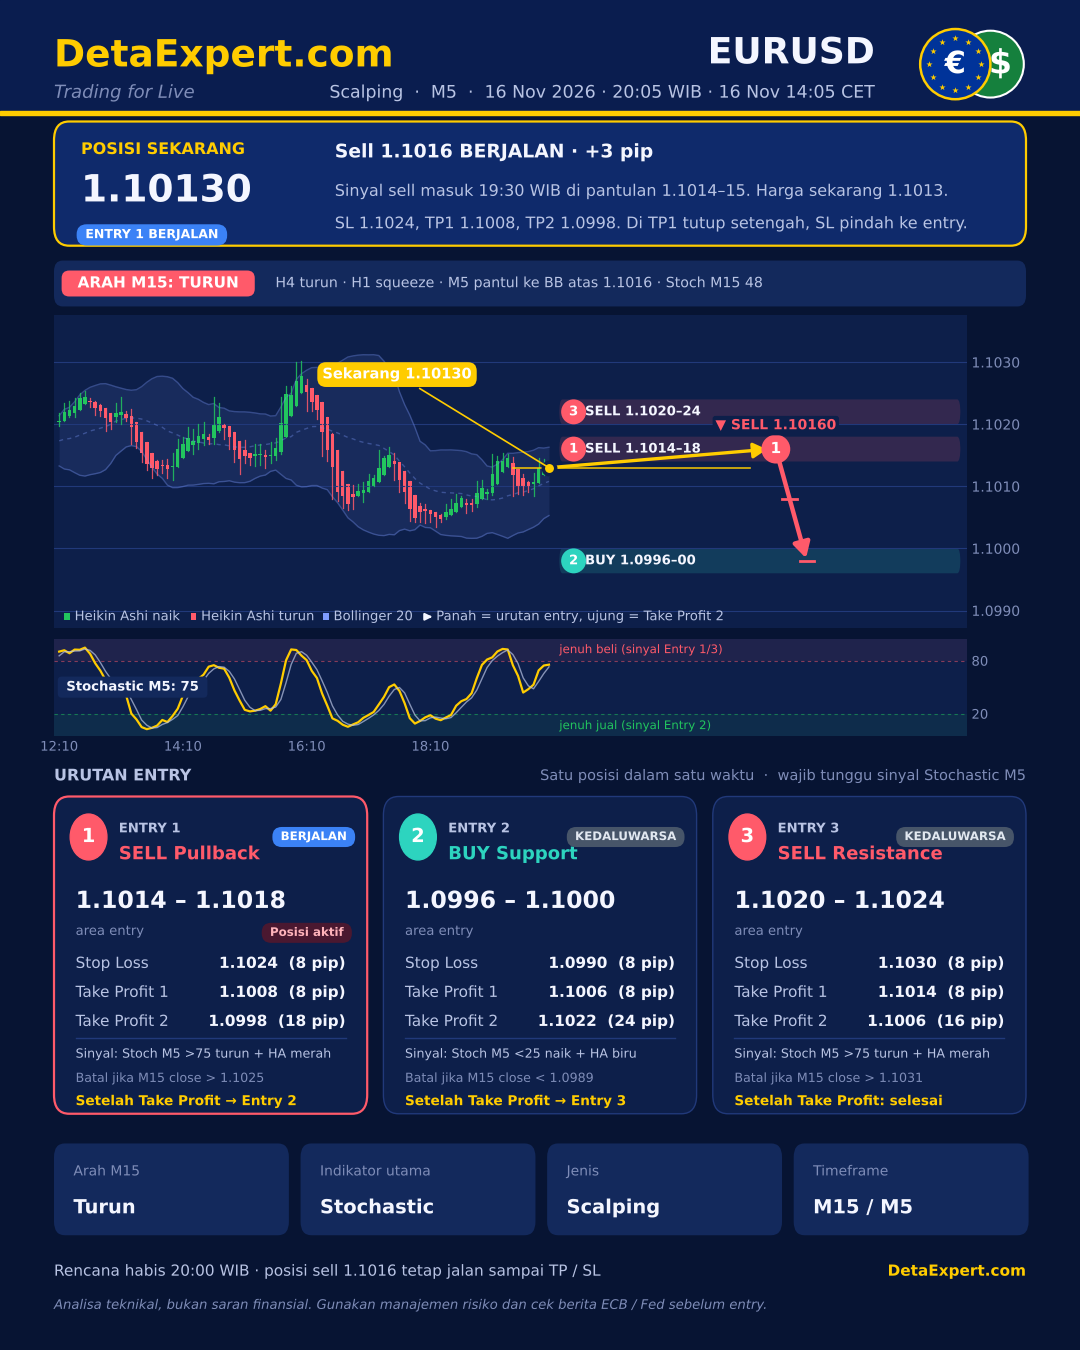 DetaExpert.com
EURUSD
€ $
Trading for Live
Scalping · M5 · 16 Nov 2026 · 20:05 WIB · 16 Nov 14:05 CET
POSISI SEKARANG
1.10130
ENTRY 1 BERJALAN
Sell 1.1016 BERJALAN · +3 pip
Sinyal sell masuk 19:30 WIB di pantulan 1.1014–15. Harga sekarang 1.1013.
SL 1.1024, TP1 1.1008, TP2 1.0998. Di TP1 tutup setengah, SL pindah ke entry.
ARAH M15: TURUN
H4 turun · H1 squeeze · M5 pantul ke BB atas 1.1016 · Stoch M15 48
1.1030
Sekarang 1.10130
3 SELL 1.1020–24
▼ SELL 1.10160
1.1020
1 SELL 1.1014–18
1
1.1010
1.1000
2 BUY 1.0996–00
1.0990
Heikin Ashi naik
Heikin Ashi turun
Bollinger 20
Panah = urutan entry, ujung = Take Profit 2
jenuh beli (sinyal Entry 1/3)
80
Stochastic M5: 75
20
jenuh jual (sinyal Entry 2)
12:10 14:10 16:10 18:10
URUTAN ENTRY
Satu posisi dalam satu waktu · wajib tunggu sinyal Stochastic M5
1
ENTRY 1
BERJALAN
SELL Pullback
1.1014 – 1.1018
area entry
Posisi aktif
Stop Loss 1.1024 (8 pip)
Take Profit 1 1.1008 (8 pip)
Take Profit 2 1.0998 (18 pip)
Sinyal: Stoch M5 >75 turun + HA merah
Batal jika M15 close > 1.1025
Setelah Take Profit → Entry 2
2
ENTRY 2
KEDALUWARSA
BUY Support
1.0996 – 1.1000
area entry
Stop Loss 1.0990 (8 pip)
Take Profit 1 1.1006 (8 pip)
Take Profit 2 1.1022 (24 pip)
Sinyal: Stoch M5 <25 naik + HA biru
Batal jika M15 close < 1.0989
Setelah Take Profit → Entry 3
3
ENTRY 3
KEDALUWARSA
SELL Resistance
1.1020 – 1.1024
area entry
Stop Loss 1.1030 (8 pip)
Take Profit 1 1.1014 (8 pip)
Take Profit 2 1.1006 (16 pip)
Sinyal: Stoch M5 >75 turun + HA merah
Batal jika M15 close > 1.1031
Setelah Take Profit: selesai
Arah M15
Turun
Indikator utama
Stochastic
Jenis
Scalping
Timeframe
M15 / M5
Rencana habis 20:00 WIB · posisi sell 1.1016 tetap jalan sampai TP / SL
DetaExpert.com
Analisa teknikal, bukan saran finansial. Gunakan manajemen risiko dan cek berita ECB / Fed sebelum entry.